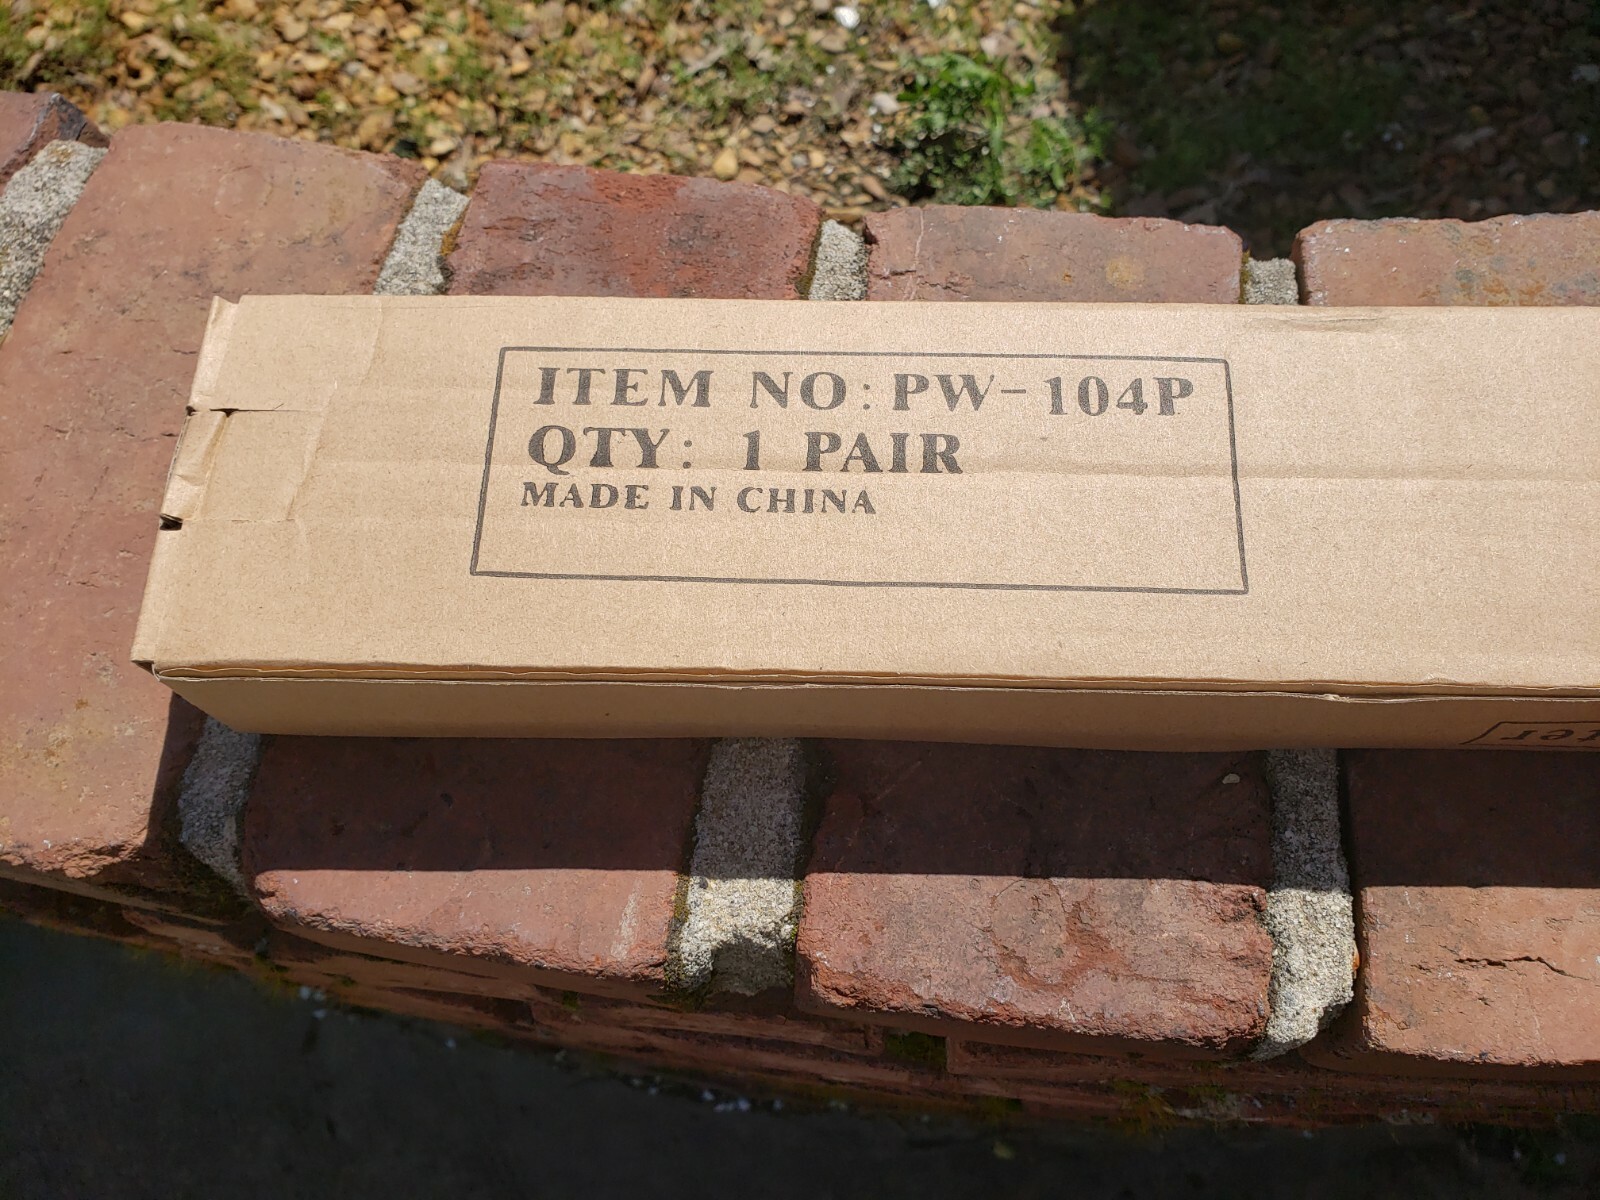 ITEM NO: PW-104P
QTY: 1 PAIR
MADE IN CHINA